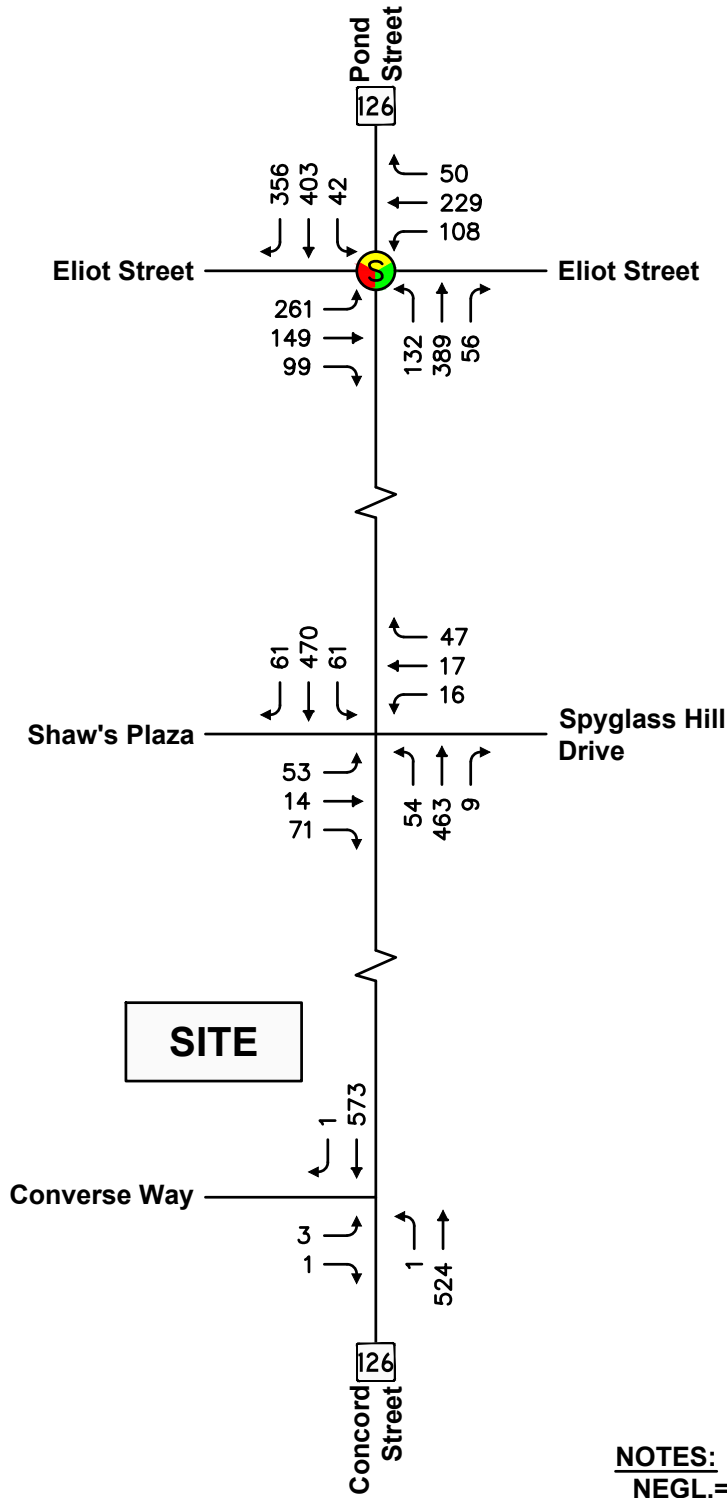 Pond
Street
126
356
403
42
50
229
108
Eliot Street
S
Eliot Street
261
149
99
132
389
56
61
470
61
47
17
16
Shaw's Plaza
Spyglass Hill
Drive
53
14
71
54
463
9
SITE
1
573
Converse Way
3
1
1
524
126
Concord
Street
NOTES:
NEGL.=